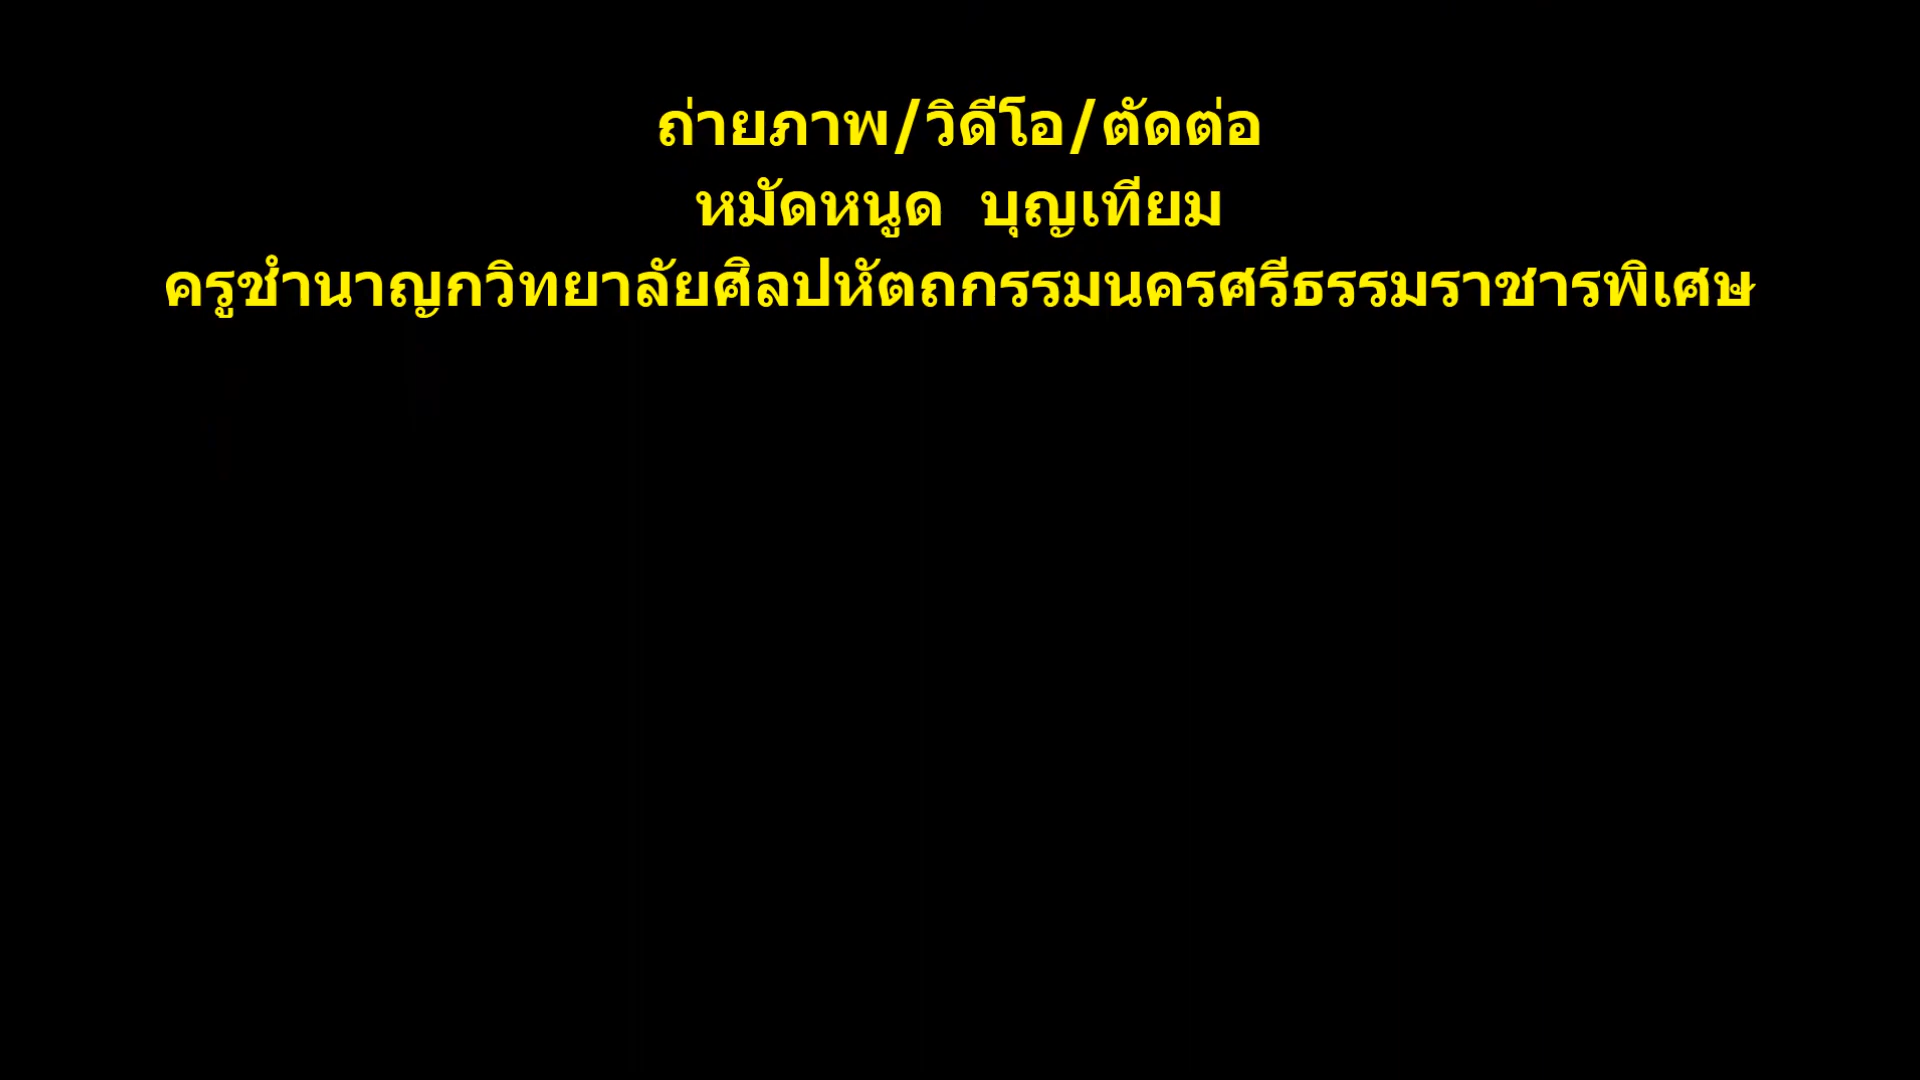 ถ่ายภาพ/วิดีโอ/ตัดต่อ
หมัดหนูด บุญเทียม
ครูชำนาญกวิทยาลัยศิลปหัตถกรรมนครศรีธรรมราชารพิเศษ